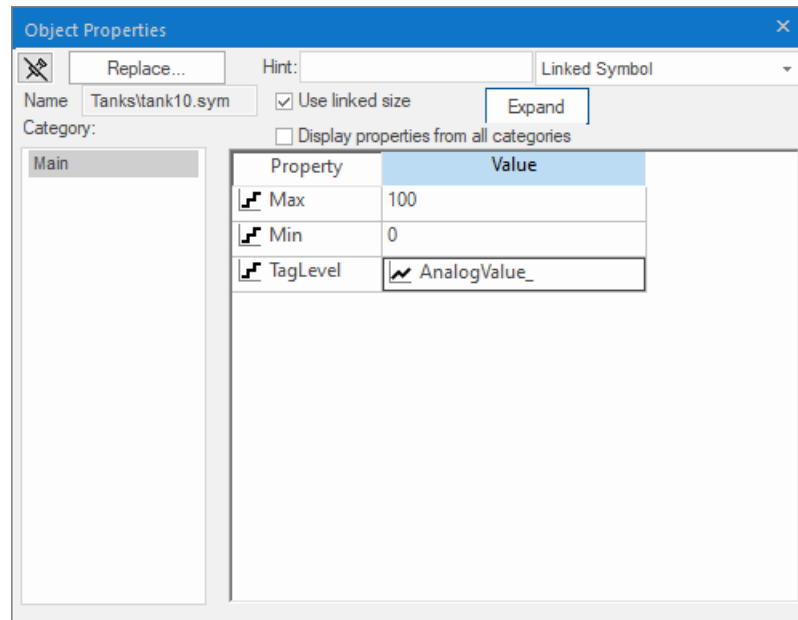 Object Properties
Replace... Hint: Linked Symbol
Name Tanks\tank10.sym Use linked size Expand
Category: Display properties from all categories
Main Property Value
Max 100
Min 0
TagLevel AnalogValue_